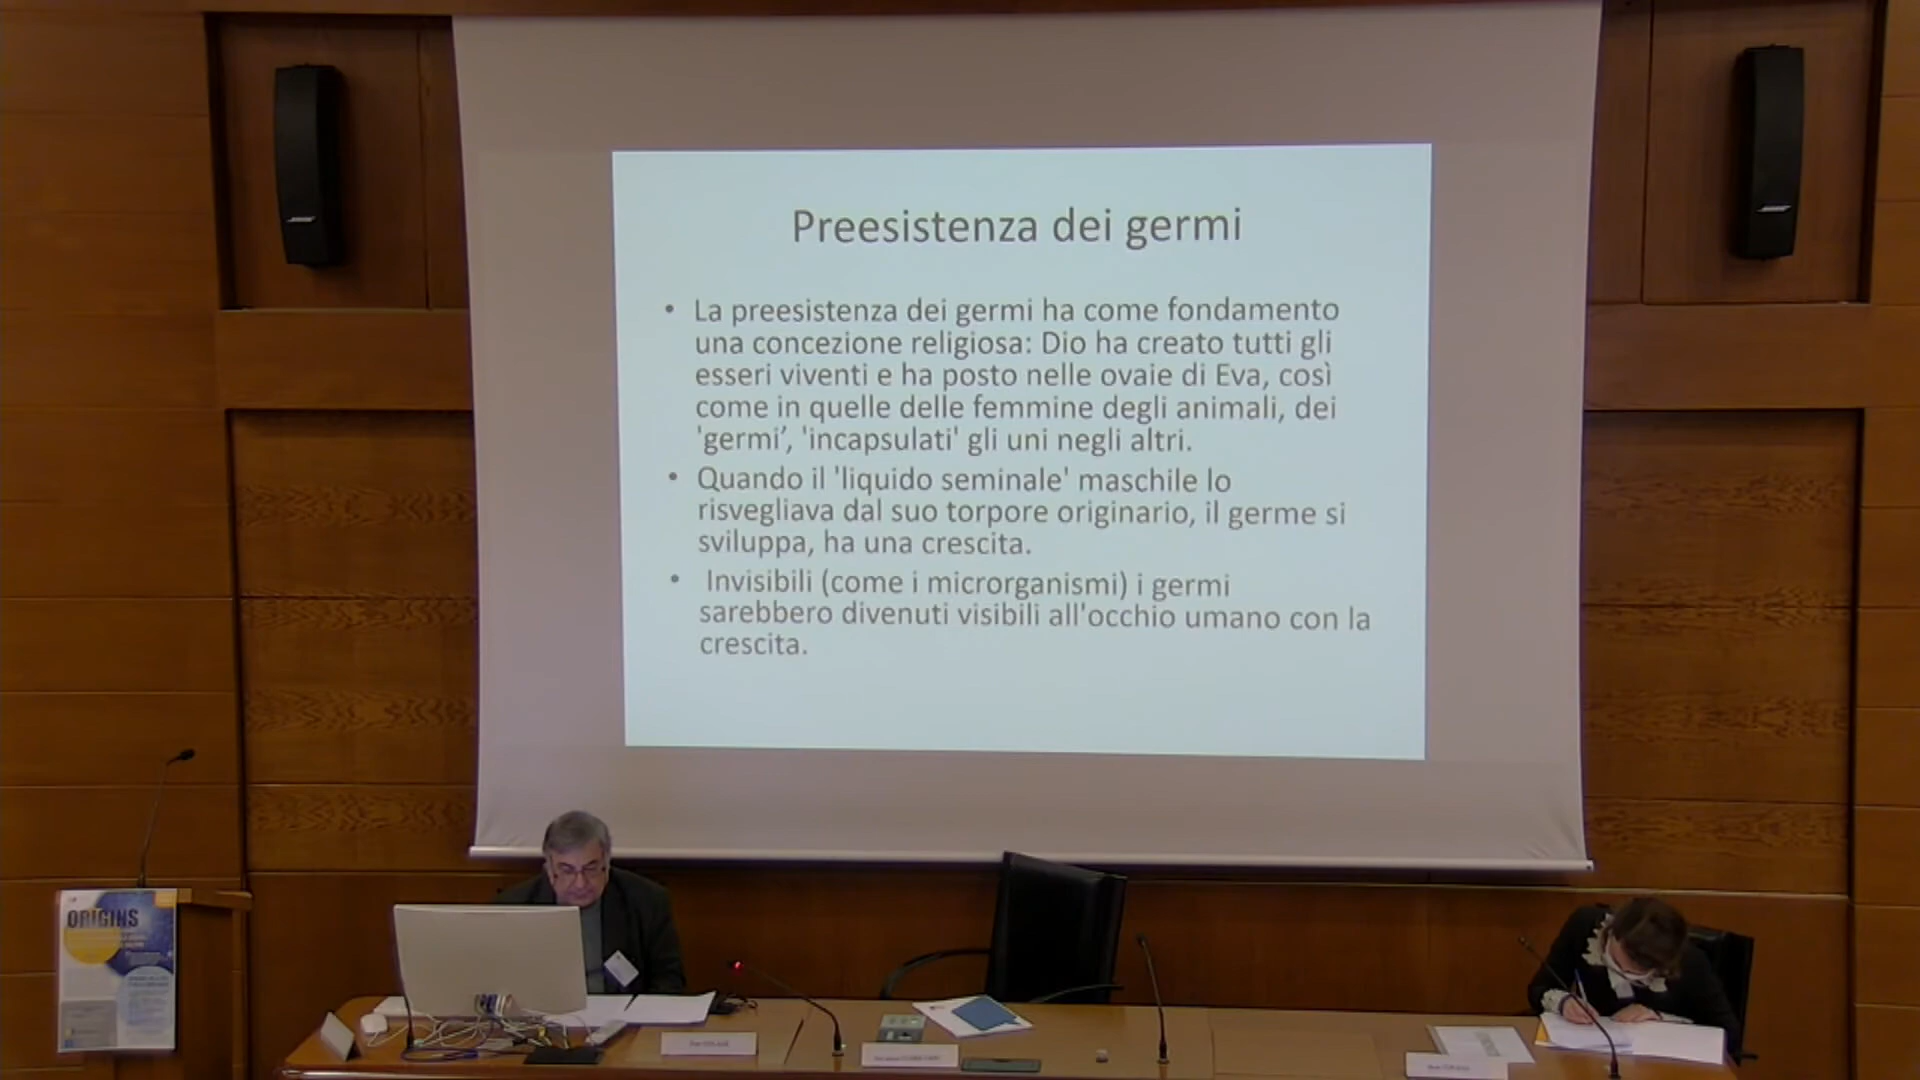 Preesistenza dei germi
• La preesistenza dei germi ha come fondamento
una concezione religiosa: Dio ha creato tutti gli
esseri viventi e ha posto nelle ovaie di Eva, così
come in quelle delle femmine degli animali, dei
'germi’, 'incapsulati' gli uni negli altri.
• Quando il 'liquido seminale' maschile lo
risvegliava dal suo torpore originario, il germe si
sviluppa, ha una crescita.
• Invisibili (come i microrganismi) i germi
sarebbero divenuti visibili all'occhio umano con la
crescita.
ORIGINS